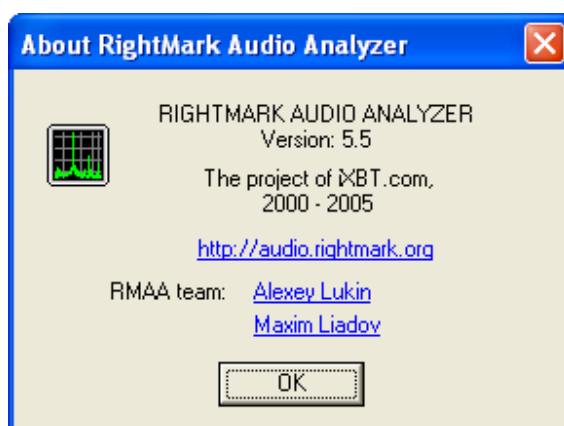 About RightMark Audio Analyzer
RIGHTMARK AUDIO ANALYZER
Version: 5.5
The project of iXBT.com,
2000 - 2005
http://audio.rightmark.org
RMAA team: Alexey Lukin
Maxim Liadov
OK